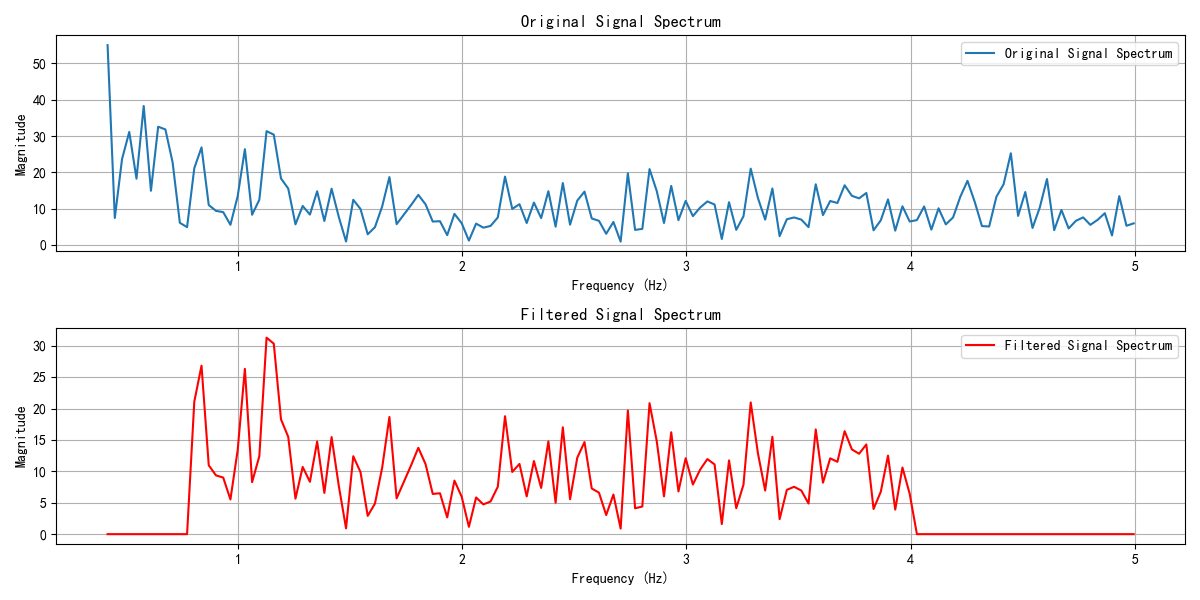 Original Signal Spectrum
Original Signal Spectrum
Magnitude
50
40
30
20
10
0
1 2 3 4 5
Frequency (Hz)
Filtered Signal Spectrum
Filtered Signal Spectrum
Magnitude
30
25
20
15
10
5
0
1 2 3 4 5
Frequency (Hz)